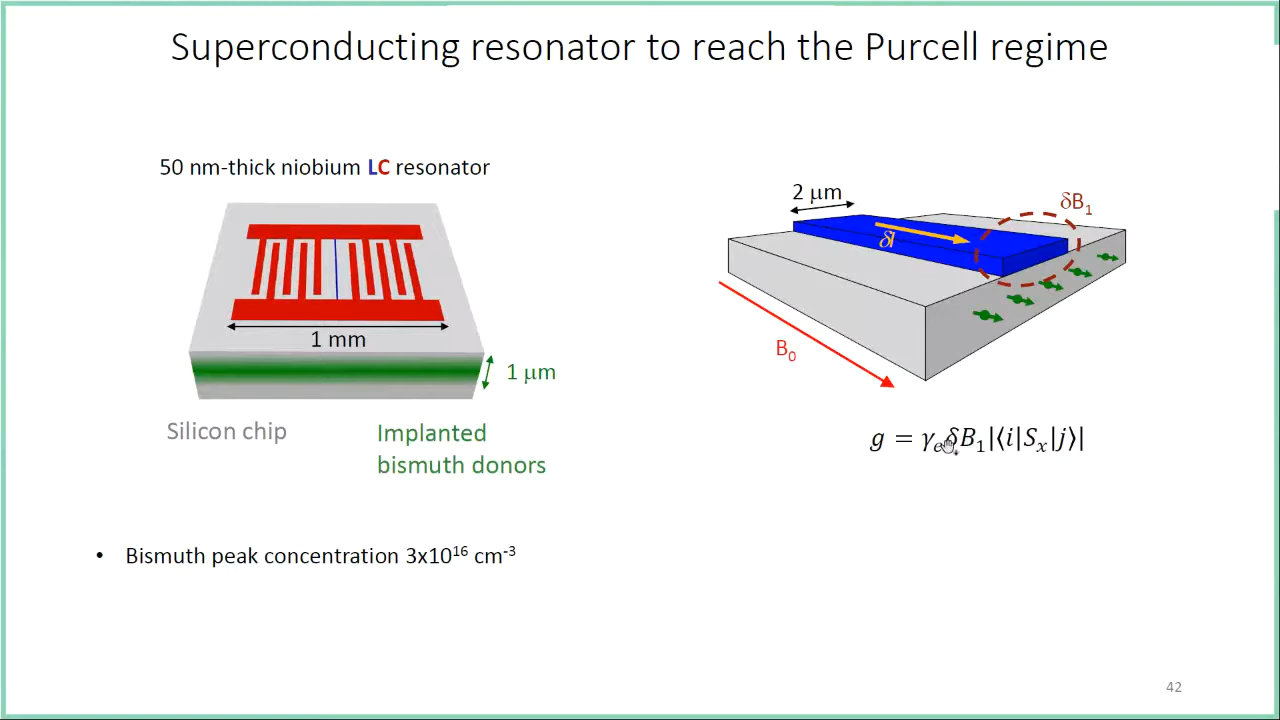 Superconducting resonator to reach the Purcell regime
50 nm-thick niobium LC resonator
1 mm
1 μm
Silicon chip
Implanted
bismuth donors
2 μm
δI
δB₁
B₀
g = γₑδB₁|⟨i|Sₓ|j⟩|
• Bismuth peak concentration 3x10¹⁶ cm⁻³
42